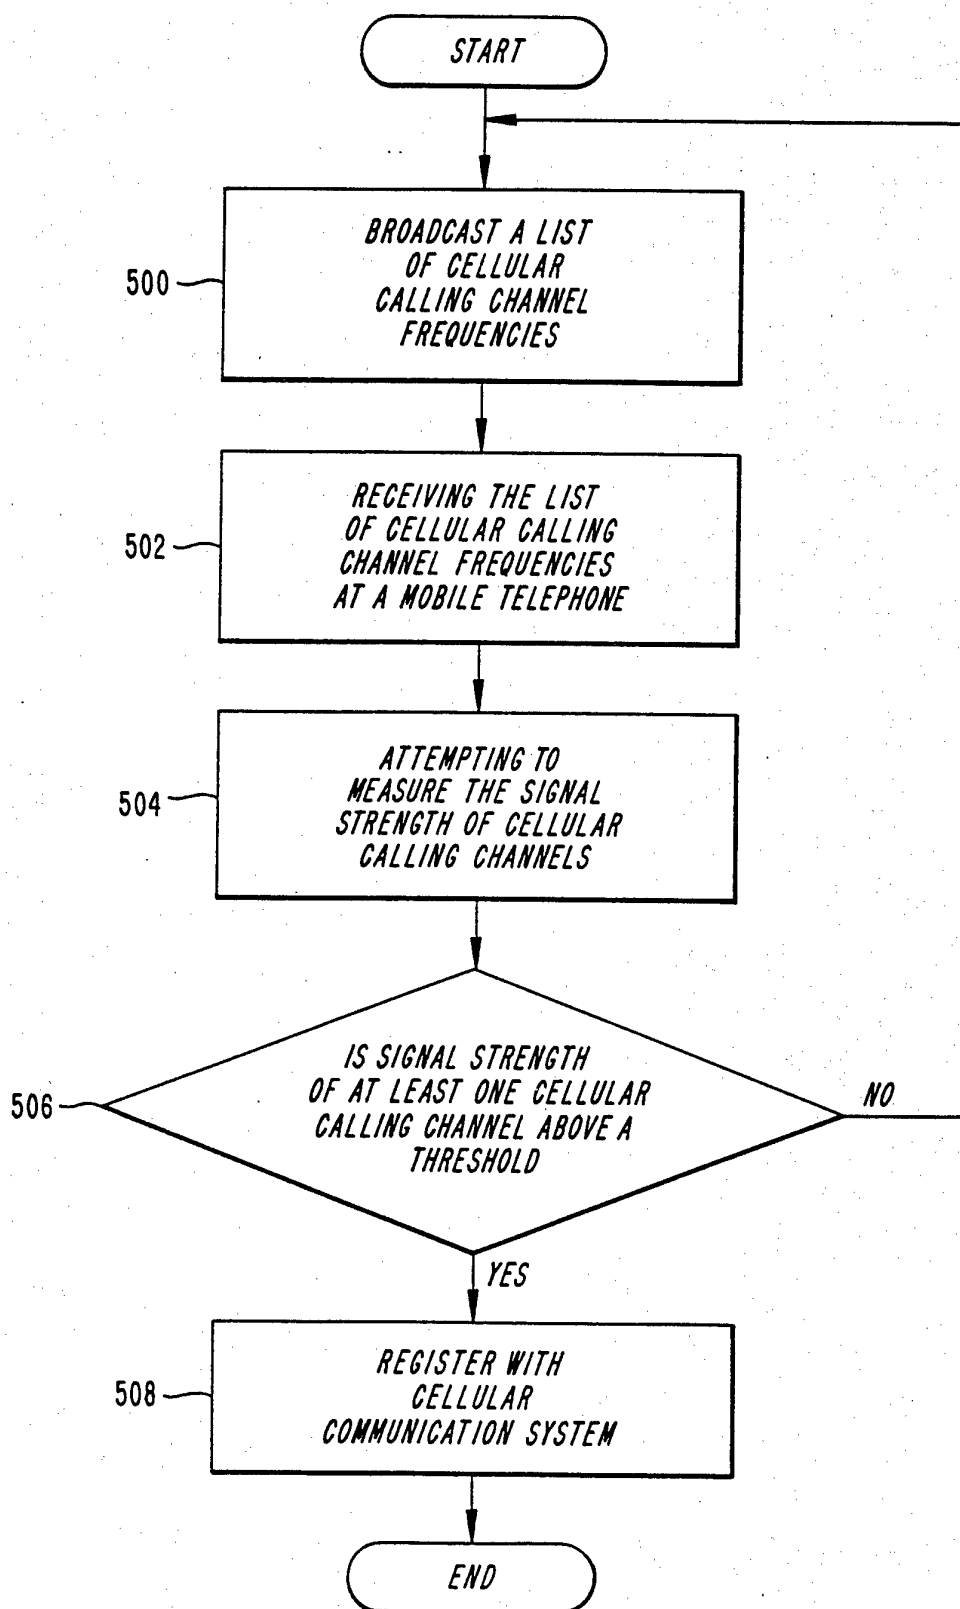 START
BROADCAST A LIST
OF CELLULAR
CALLING CHANNEL
FREQUENCIES
500
RECEIVING THE LIST
OF CELLULAR CALLING
CHANNEL FREQUENCIES
AT A MOBILE TELEPHONE
502
ATTEMPTING TO
MEASURE THE SIGNAL
STRENGTH OF CELLULAR
CALLING CHANNELS
504
IS SIGNAL STRENGTH
OF AT LEAST ONE CELLULAR
CALLING CHANNEL ABOVE A
THRESHOLD
506
NO
YES
REGISTER WITH
CELLULAR
COMMUNICATION SYSTEM
508
END